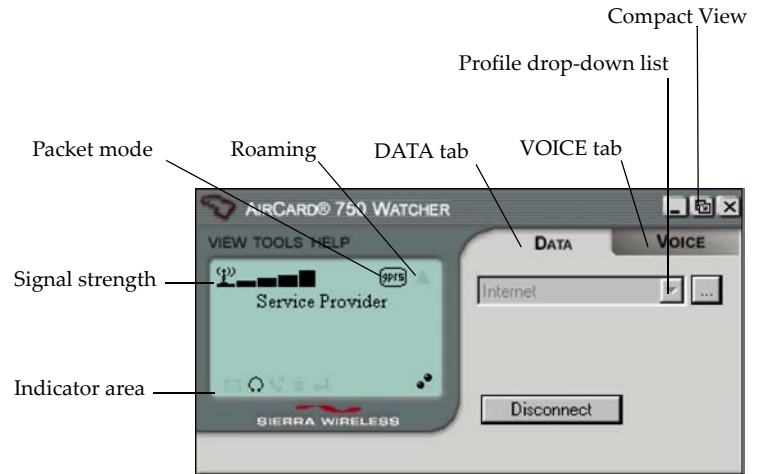 Compact View
Profile drop-down list
Packet mode Roaming DATA tab VOICE tab
AIRCARD® 750 WATCHER
VIEW TOOLS HELP
DATA VOICE
Signal strength
gprs
Service Provider
Internet
...
Indicator area
Disconnect
SIERRA WIRELESS